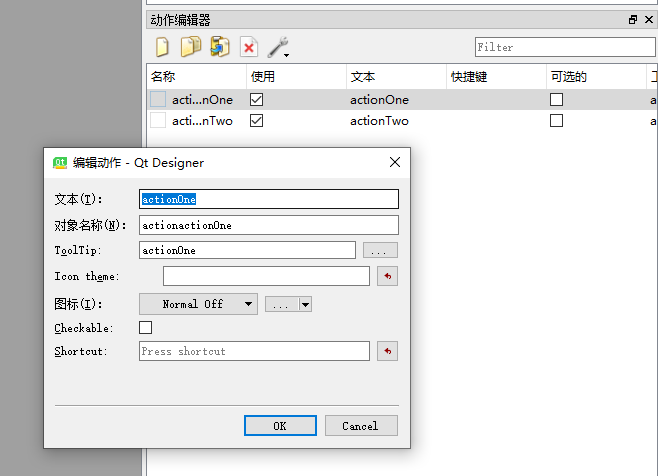 动作编辑器
Filter
名称 使用 文本 快捷键 可选的
acti...nOne actionOne
acti...nTwo actionTwo
编辑动作 - Qt Designer
文本(T): actionOne
对象名称(N): actionactionOne
ToolTip: actionOne ...
Icon theme:
图标(I): Normal Off ...
Checkable:
Shortcut: Press shortcut
OK Cancel